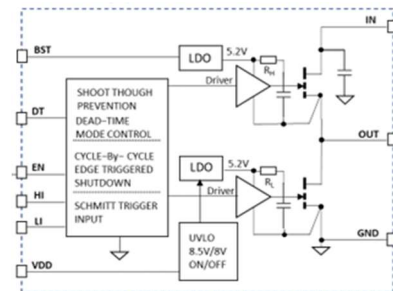 IN
BST
LDO
5.2V
RH
Driver
SHOOT THOUGH
PREVENTION
DEAD-TIME
MODE CONTROL
DT
OUT
CYCLE-By- CYCLE
EDGE TRIGGERED
SHUTDOWN
EN
LDO
5.2V
RL
HI
Driver
SCHMITT TRIGGER
INPUT
LI
UVLO
8.5V/8V
ON/OFF
GND
VDD